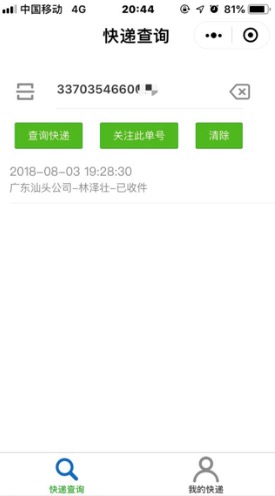 中国移动 4G 20:44 81%
快递查询
3370354660
查询快递 关注此单号 清除
2018-08-03 19:28:30
广东汕头公司-林泽壮-已收件
快递查询 我的快递